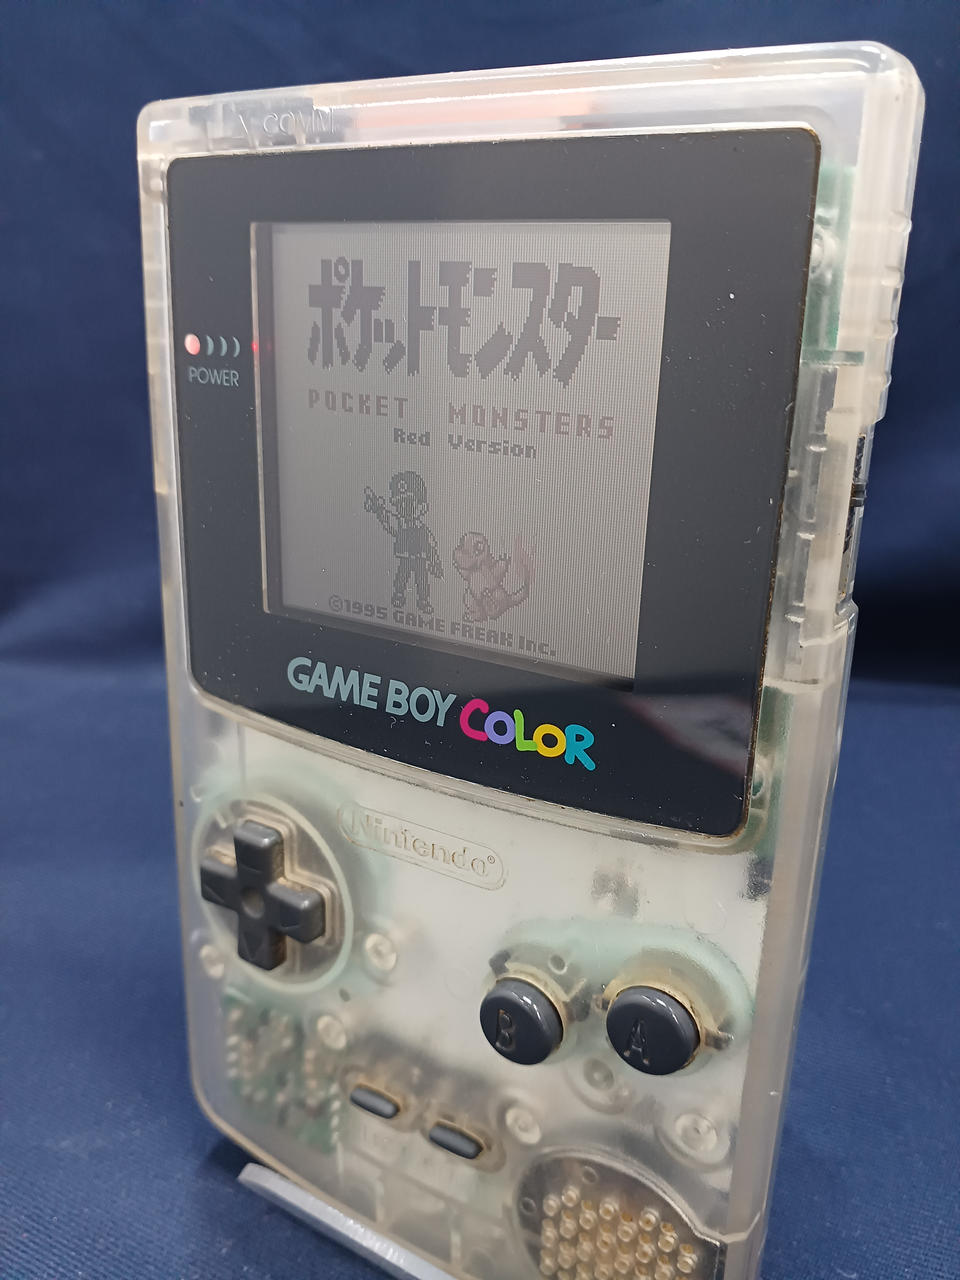 COMM
ポケットモンスター
POCKET MONSTERS
Red Version
©1995 GAME FREAK Inc.
POWER
GAME BOY COLOR
Nintendo®
B A